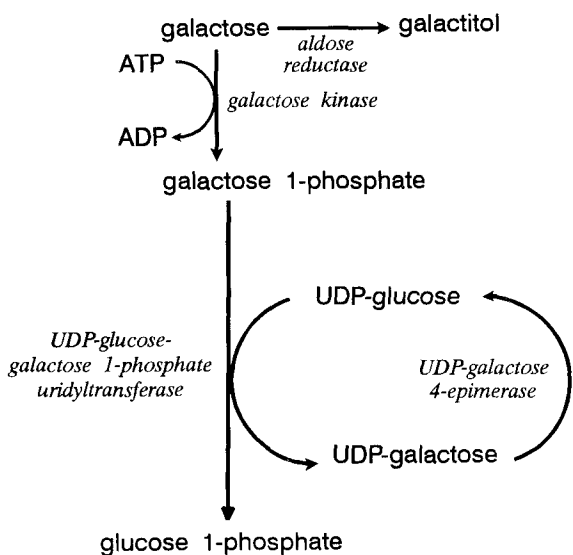 galactose
galactitol
aldose
reductase
ATP
galactose kinase
ADP
galactose 1-phosphate
UDP-glucose
UDP-glucose-
galactose 1-phosphate
uridyltransferase
UDP-galactose
4-epimerase
UDP-galactose
glucose 1-phosphate